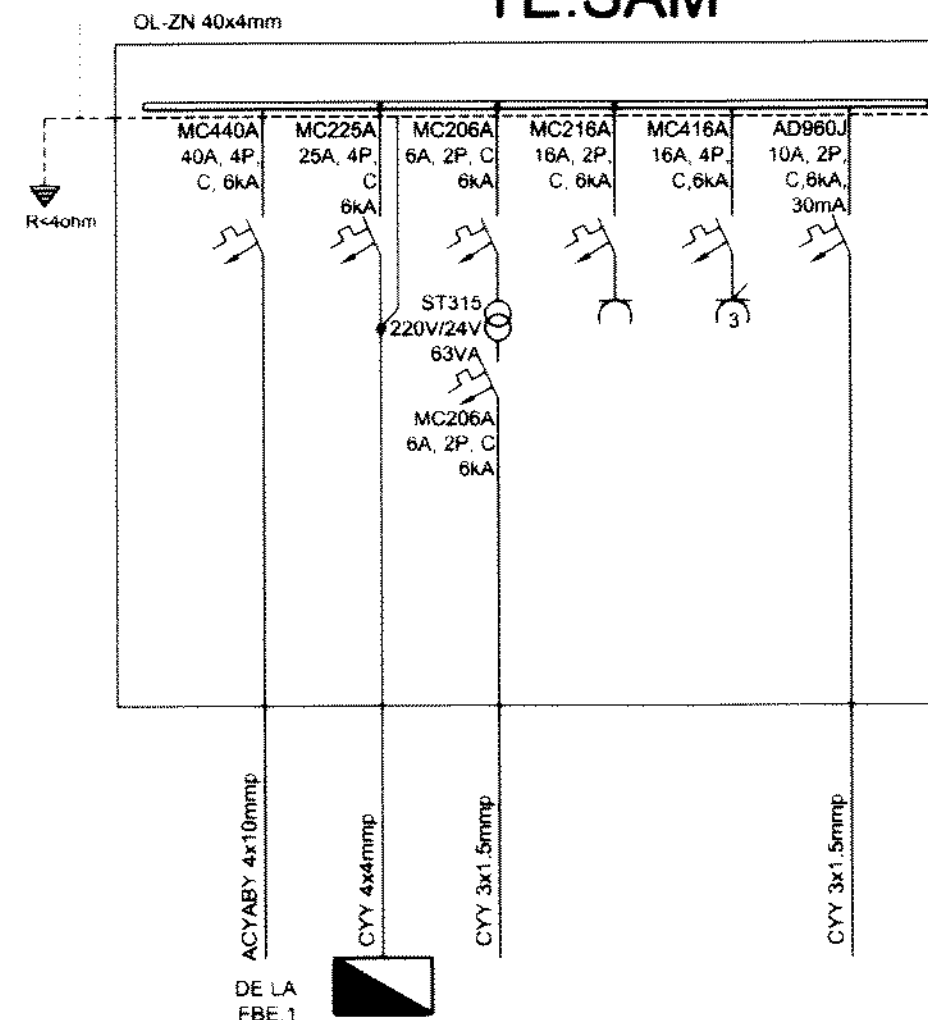 TE.SAM
OL-ZN 40x4mm
MC440A
40A, 4P,
C, 6kA
MC225A
25A, 4P,
C
6kA
MC206A
6A, 2P, C
6kA
MC216A
16A, 2P,
C, 6kA
MC416A
16A, 4P,
C,6kA
AD960J
10A, 2P,
C,6kA,
30mA
R<4ohm
ST315
220V/24V
63VA
3
MC206A
6A, 2P, C
6kA
ACYABY 4x10mmp
CYY 4x4mmp
CYY 3x1.5mmp
CYY 3x1.5mmp
DE LA
FBE.1